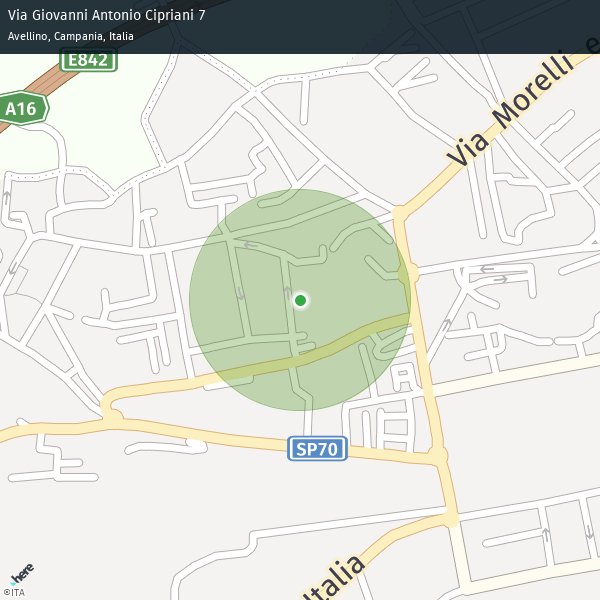 Via Giovanni Antonio Cipriani 7
Avellino, Campania, Italia
E842
A16
Via Morelli e
SP70
Italia
here
©ITA